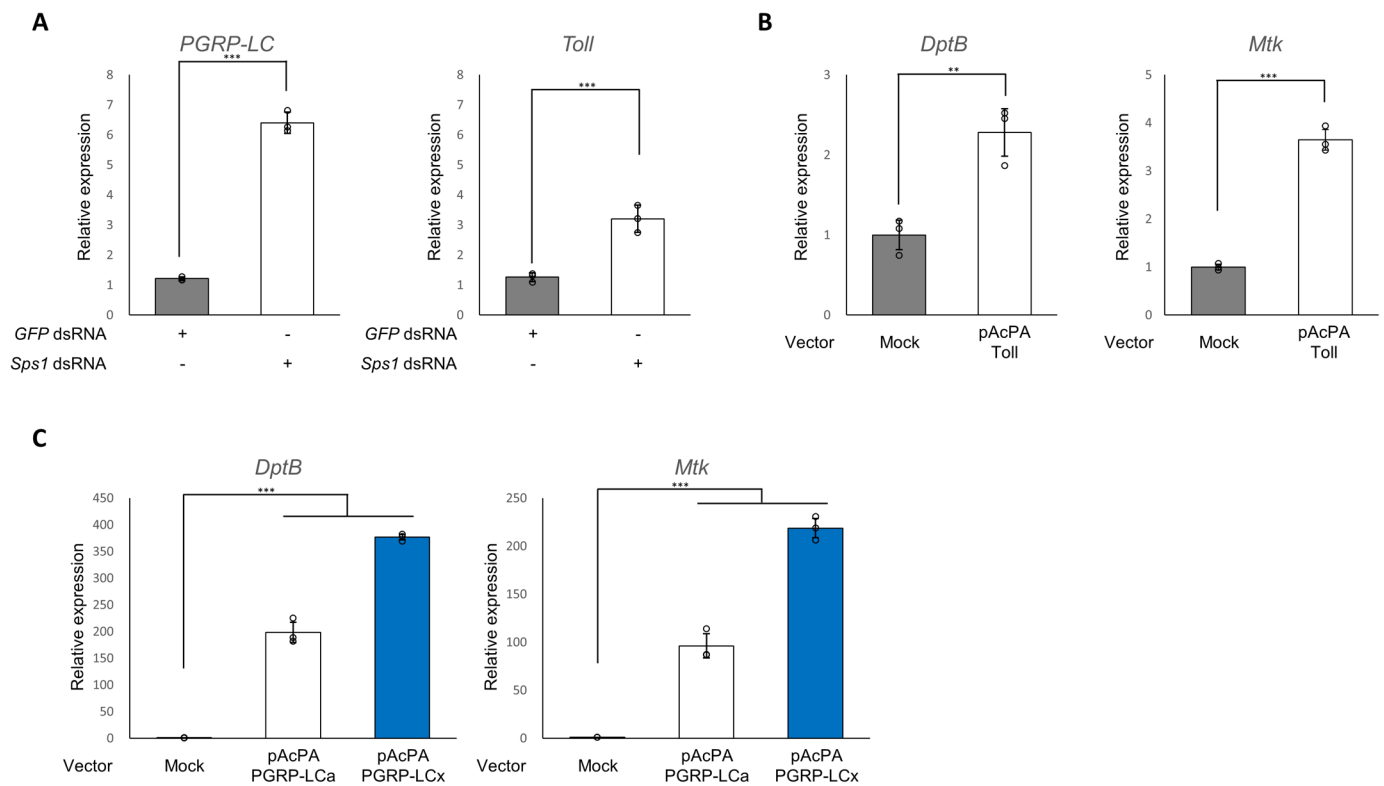 A
B
PGRP-LC
Toll
DptB
Mtk
***
***
**
***
Relative expression
8
7
6
5
4
3
2
1
0
Relative expression
8
7
6
5
4
3
2
1
0
Relative expression
3
2
1
0
Relative expression
5
4
3
2
1
0
GFP dsRNA + -
Sps1 dsRNA - +
GFP dsRNA + -
Sps1 dsRNA - +
Vector Mock pAcPA
Toll
Vector Mock pAcPA
Toll
C
DptB
Mtk
***
***
Relative expression
450
400
350
300
250
200
150
100
50
0
Relative expression
250
200
150
100
50
0
Vector Mock pAcPA PGRP-LCa pAcPA PGRP-LCx
Vector Mock pAcPA PGRP-LCa pAcPA PGRP-LCx